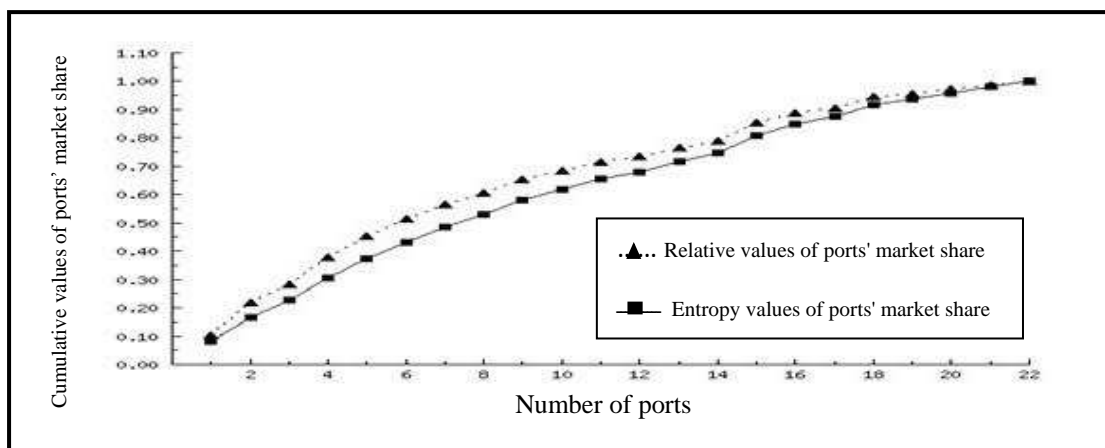 Cumulative values of ports' market share
1.10
1.00
0.90
0.80
0.70
0.60
0.50
0.40
0.30
0.20
0.10
0.00
2 4 6 8 10 12 14 16 18 20 22
Number of ports
Relative values of ports' market share
Entropy values of ports' market share